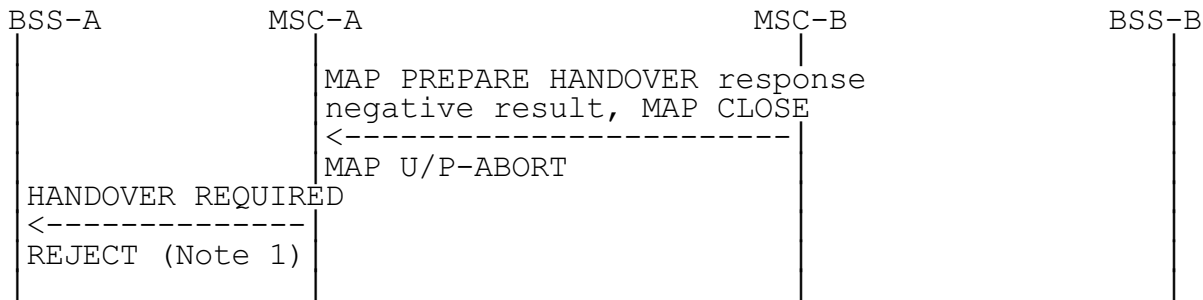 BSS-A MSC-A MSC-B BSS-B
MAP PREPARE HANDOVER response
negative result, MAP CLOSE
<------------------------
MAP U/P-ABORT
HANDOVER REQUIRED
<--------------
REJECT (Note 1)